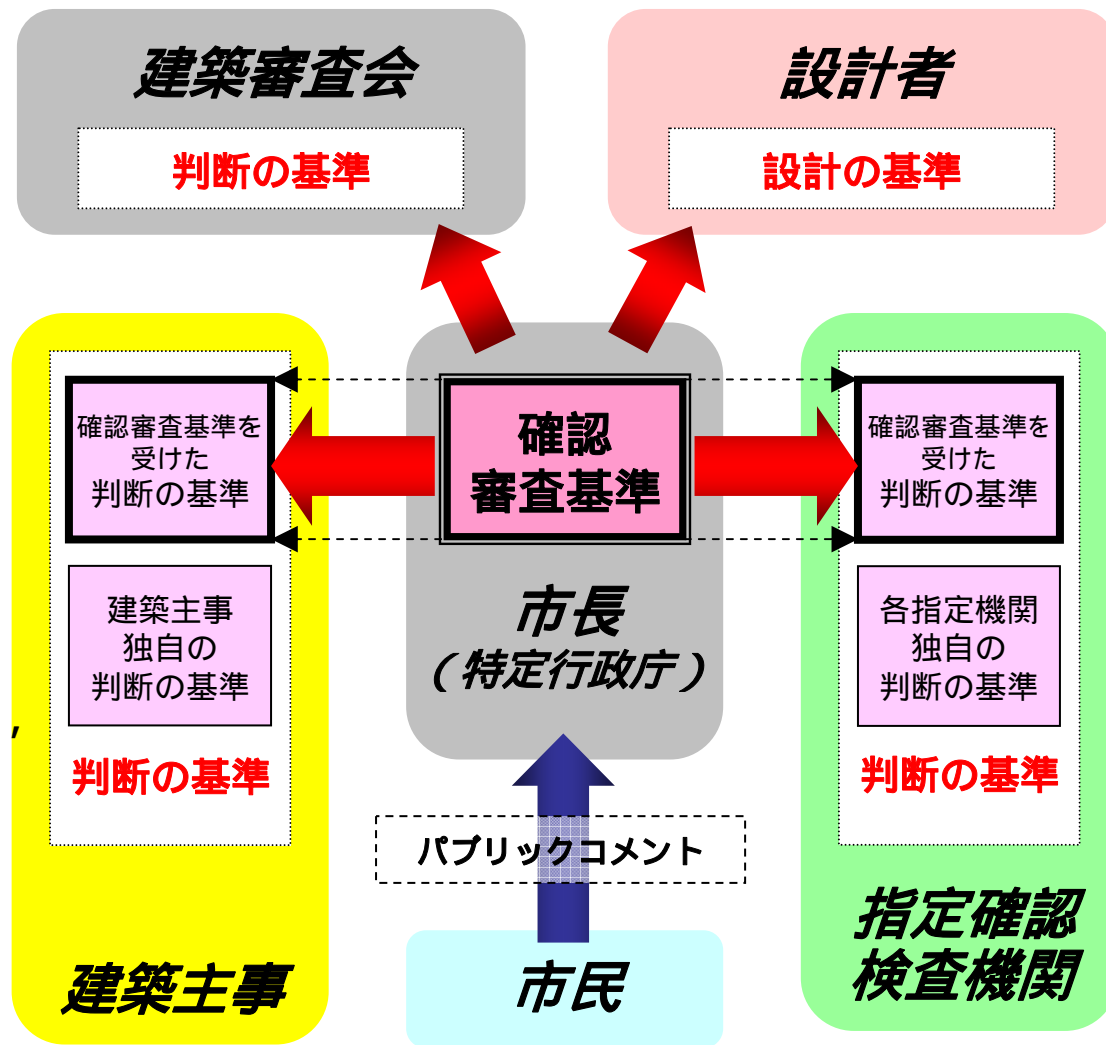 建築審査会
判断の基準
設計者
設計の基準
確認審査基準を
受けた
判断の基準
建築主事
独自の
判断の基準
判断の基準
建築主事
確認
審査基準
市長
(特定行政庁)
パブリックコメント
市民
確認審査基準を
受けた
判断の基準
各指定機関
独自の
判断の基準
判断の基準
指定確認
検査機関
,